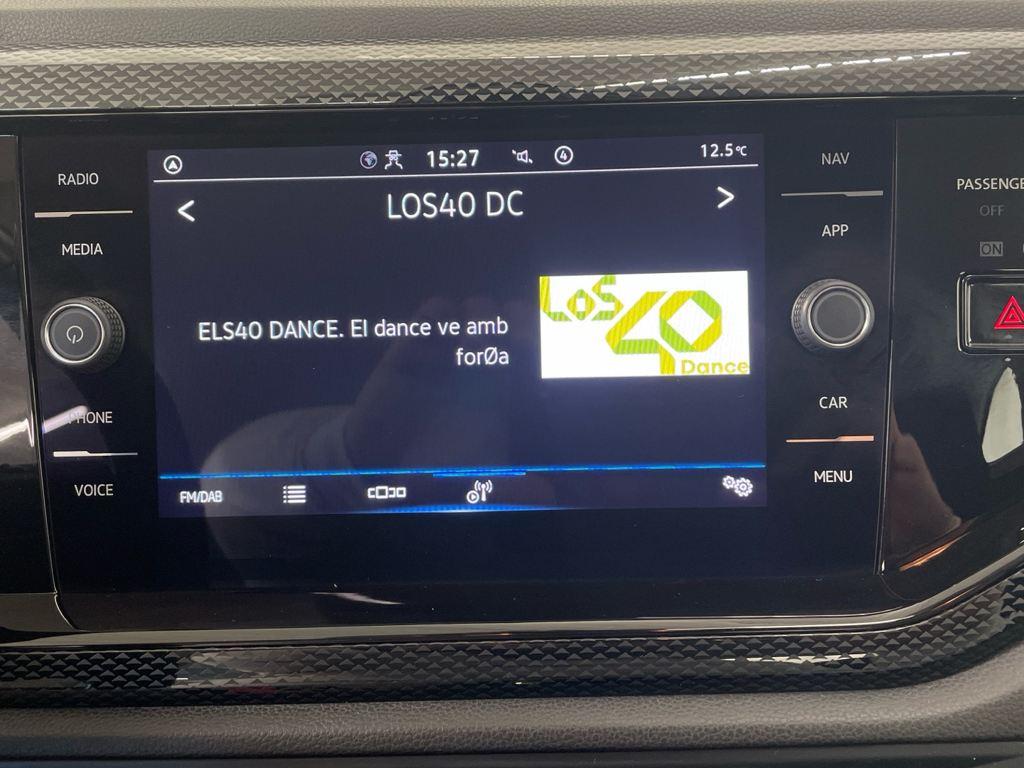 15:27
4
12.5°C
<
LOS40 DC
>
ELS40 DANCE. El dance ve amb
forØa
LOS
40
Dance
FM/DAB
RADIO
MEDIA
PHONE
VOICE
NAV
APP
CAR
MENU
OFF
ON